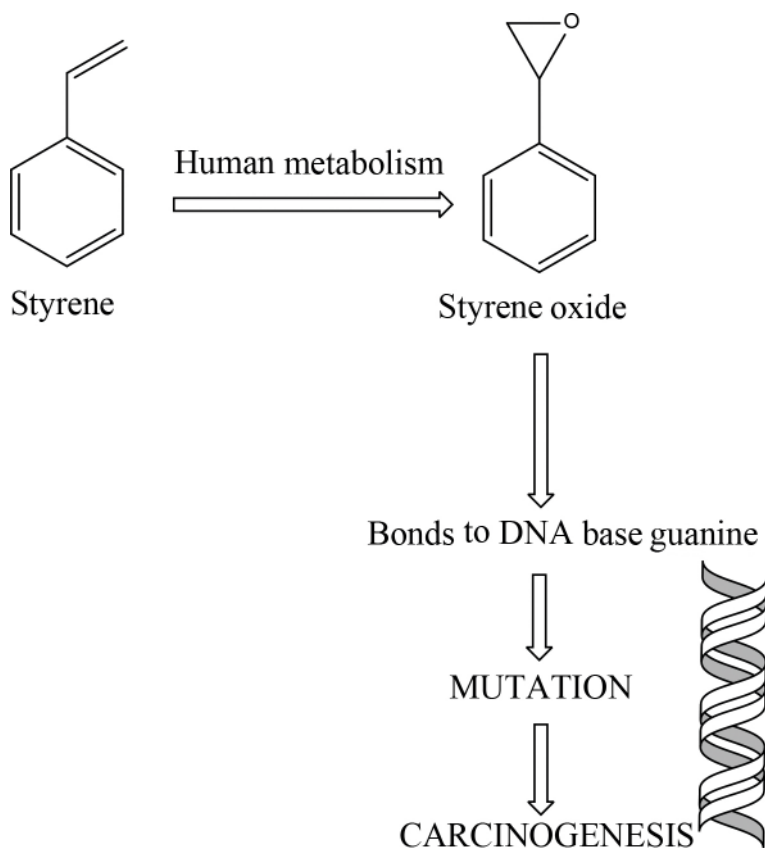 O
Human metabolism
Styrene
Styrene oxide
Bonds to DNA base guanine
MUTATION
CARCINOGENESIS